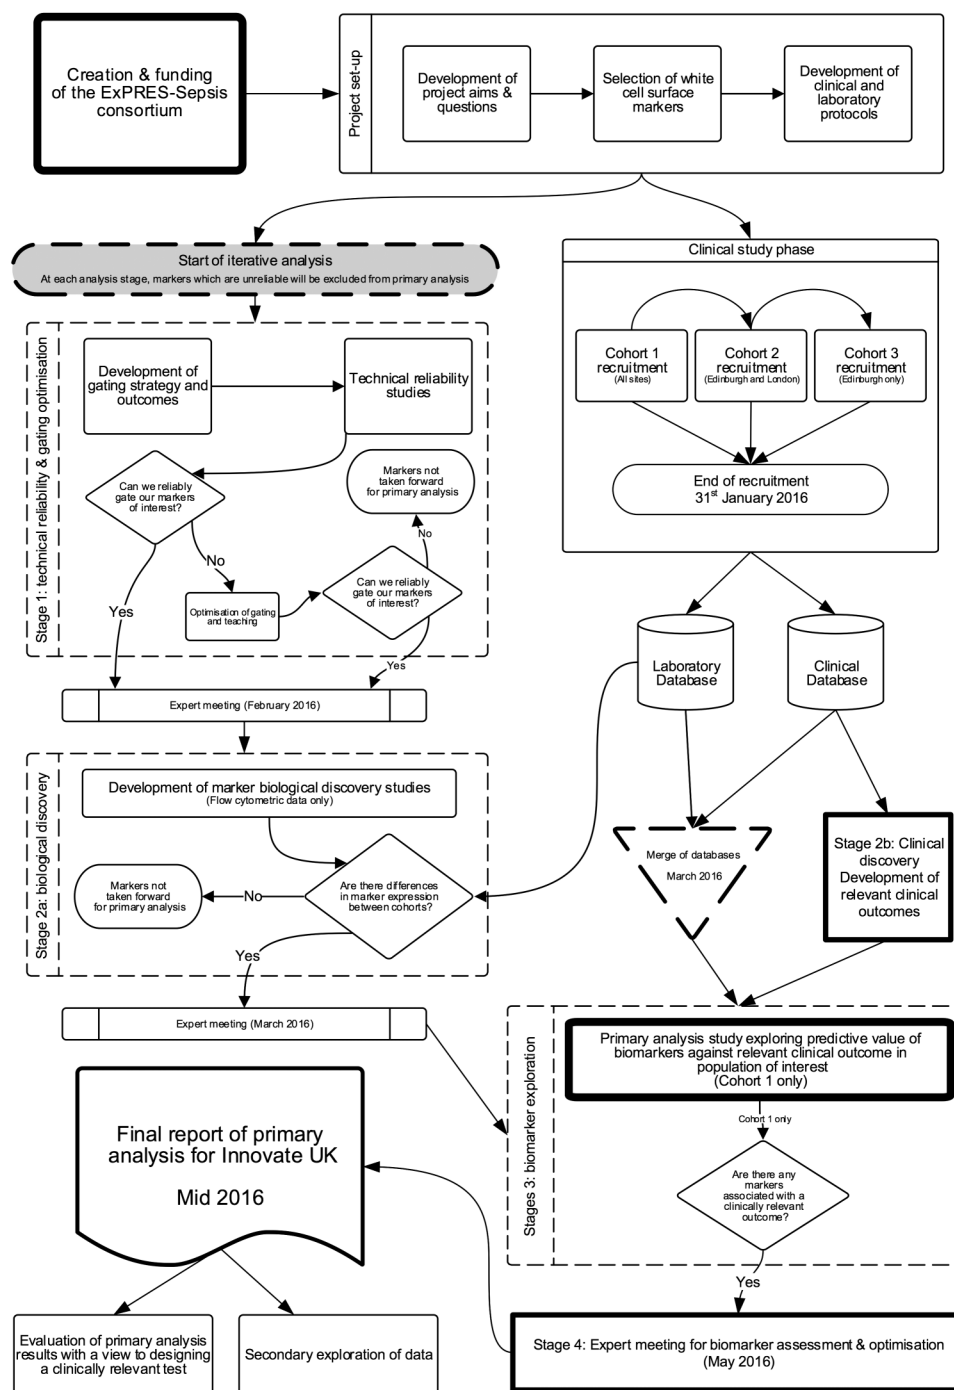 Creation & funding
of the ExPRES-Sepsis
consortium
Project set-up
Development of
project aims &
questions
Selection of white
cell surface
markers
Development of
clinical and
laboratory
protocols
Start of iterative analysis
At each analysis stage, markers which are unreliable will be excluded from primary analysis
Clinical study phase
Cohort 1
recruitment
(All sites)
Cohort 2
recruitment
(Edinburgh and London)
Cohort 3
recruitment
(Edinburgh only)
End of recruitment
31st January 2016
Stage 1: technical reliability & gating optimisation
Development of
gating strategy and
outcomes
Technical reliability
studies
Can we reliably
gate our markers
of interest?
Markers not
taken forward
for primary analysis
No
No
Yes
Optimisation of gating
and teaching
Can we reliably
gate our markers
of interest?
Yes
Expert meeting (February 2016)
Laboratory
Database
Clinical
Database
Stage 2a: biological discovery
Development of marker biological discovery studies
(Flow cytometric data only)
Markers not
taken forward
for primary analysis
No
Are there differences
in marker expression
between cohorts?
Yes
Merge of databases
March 2016
Stage 2b: Clinical
discovery
Development of
relevant clinical
outcomes
Expert meeting (March 2016)
Stages 3: biomarker exploration
Primary analysis study exploring predictive value of
biomarkers against relevant clinical outcome in
population of interest
(Cohort 1 only)
Cohort 1 only
Are there any
markers
associated with a
clinically relevant
outcome?
Yes
Final report of primary
analysis for Innovate UK
Mid 2016
Evaluation of primary analysis
results with a view to designing
a clinically relevant test
Secondary exploration of data
Stage 4: Expert meeting for biomarker assessment & optimisation
(May 2016)